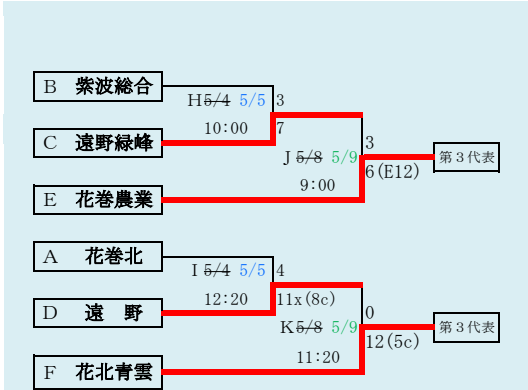 B 紫波総合
H5/4 5/5 3
10:00 7
C 遠野緑峰
3
J 5/8 5/9 第3代表
6(E12)
9:00
E 花巻農業
A 花巻北
I 5/4 5/5 4
12:20 11x(8c)
D 遠 野
0
K5/8 5/9 第3代表
12(5c)
11:20
F 花北青雲